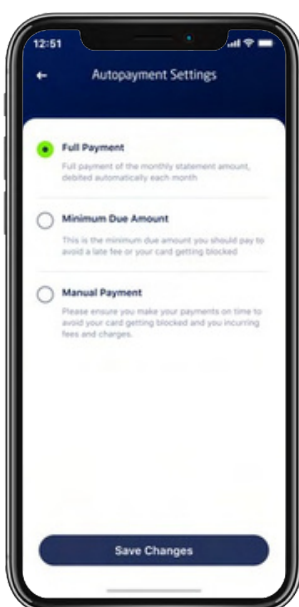 12:51
Autopayment Settings
Full Payment
Full payment of the monthly statement amount,
debited automatically each month
Minimum Due Amount
This is the minimum due amount you should pay to
avoid a late fee or your card getting blocked
Manual Payment
Please ensure you make your payments on time to
avoid your card getting blocked and you incurring
fees and charges.
Save Changes